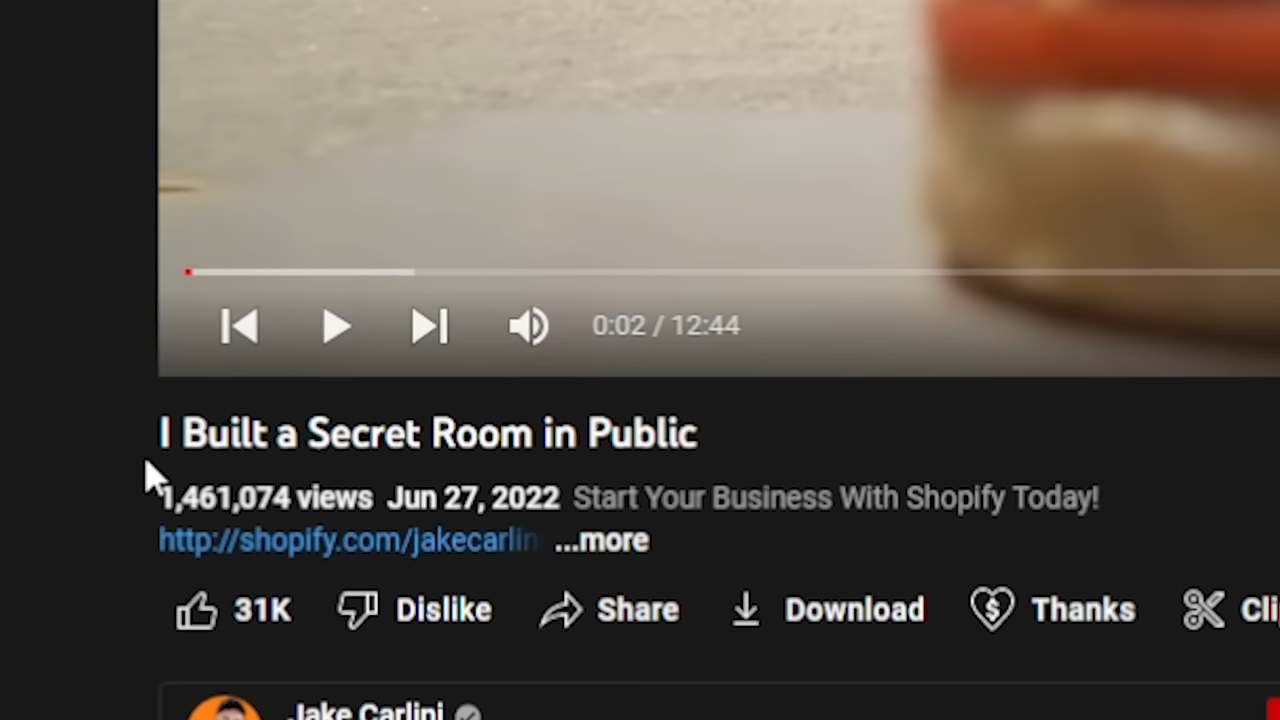 0:02 / 12:44
I Built a Secret Room in Public
1,461,074 views Jun 27, 2022 Start Your Business With Shopify Today!
http://shopify.com/jakecarlin ...more
31K Dislike Share Download Thanks Cli
Jake Carlini